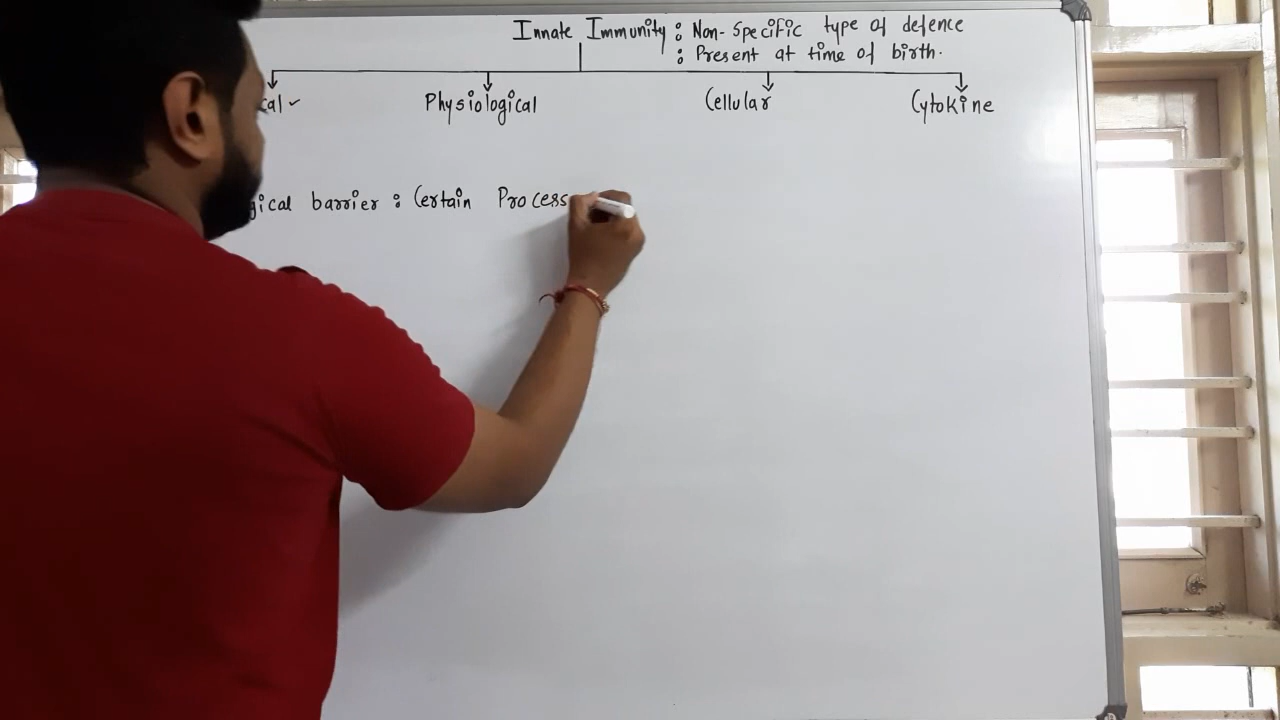 Innate Immunity : Non-Specific type of defence
: Present at time of birth.
cal ✓ Physiological Cellular Cytokine
gical barrier : Certain Process